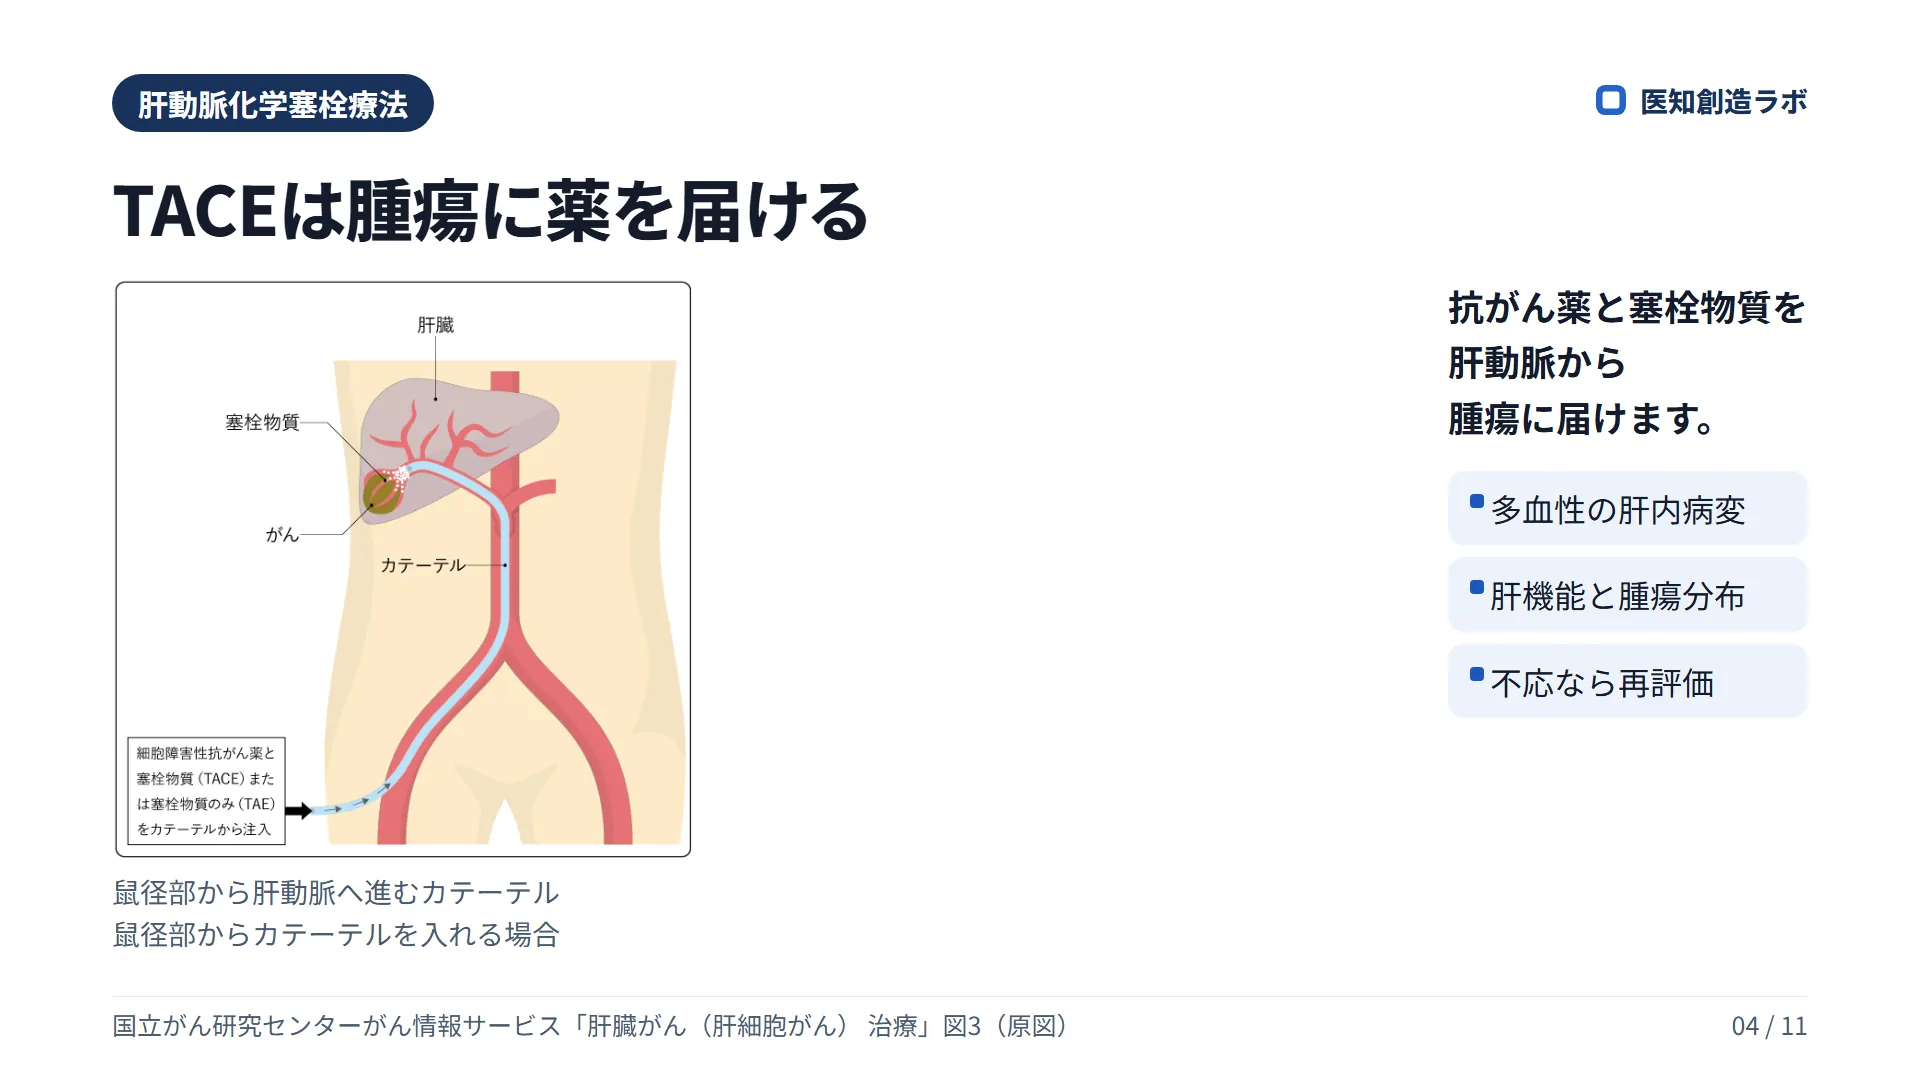 肝動脈化学塞栓療法
医知創造ラボ
TACEは腫瘍に薬を届ける
肝臓
塞栓物質
がん
カテーテル
細胞障害性抗がん薬と
塞栓物質（TACE）また
は塞栓物質のみ（TAE）
をカテーテルから注入
鼠径部から肝動脈へ進むカテーテル
鼠径部からカテーテルを入れる場合
抗がん薬と塞栓物質を
肝動脈から
腫瘍に届けます。
多血性の肝内病変
肝機能と腫瘍分布
不応なら再評価
国立がん研究センターがん情報サービス「肝臓がん（肝細胞がん） 治療」図3（原図）
04 / 11